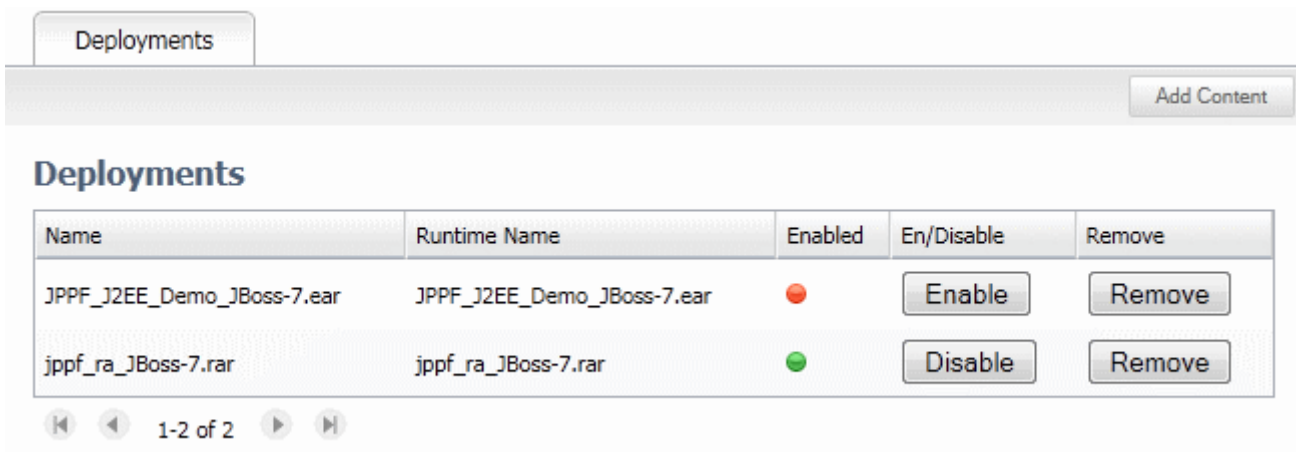 Deployments
Add Content
Deployments
Name Runtime Name Enabled En/Disable Remove
JPPF_J2EE_Demo_JBoss-7.ear JPPF_J2EE_Demo_JBoss-7.ear Enable Remove
jppf_ra_JBoss-7.rar jppf_ra_JBoss-7.rar Disable Remove
1-2 of 2